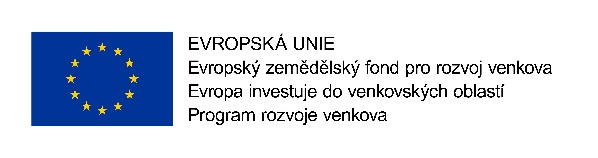 EVROPSKÁ UNIE
Evropský zemědělský fond pro rozvoj venkova
Evropa investuje do venkovských oblastí
Program rozvoje venkova